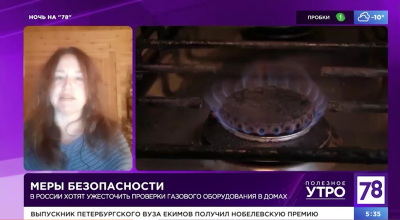 НОЧЬ НА "78"
ПРОБКИ 1 -10°
МЕРЫ БЕЗОПАСНОСТИ
В РОССИИ ХОТЯТ УЖЕСТОЧИТЬ ПРОВЕРКИ ГАЗОВОГО ОБОРУДОВАНИЯ В ДОМАХ
ПОЛЕЗНОЕ
УТРО
78
ВЫПУСКНИК ПЕТЕРБУРГСКОГО ВУЗА ЕКИМОВ ПОЛУЧИЛ НОБЕЛЕВСКУЮ ПРЕМИЮ
5:35